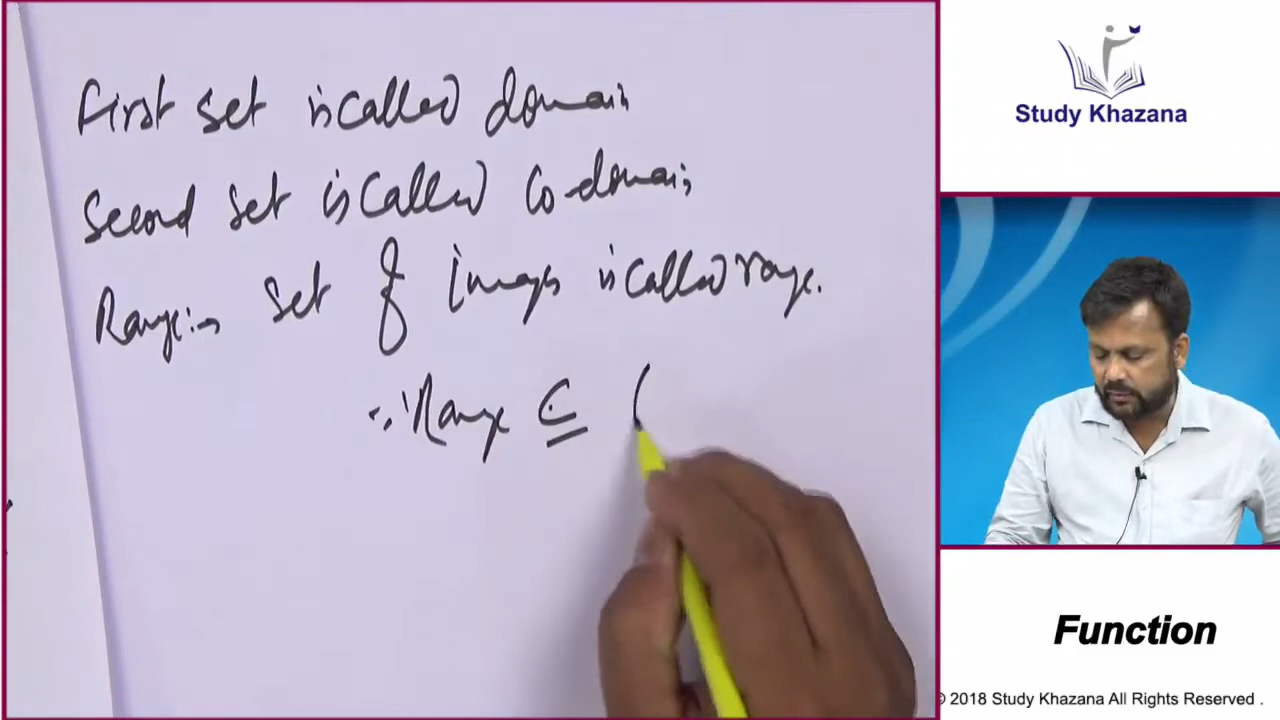 First set is called domain
Second set is called Co-domain
Range:→ set of images is called range.
∵ Range ⊆ (
Study Khazana
Function
© 2018 Study Khazana All Rights Reserved .